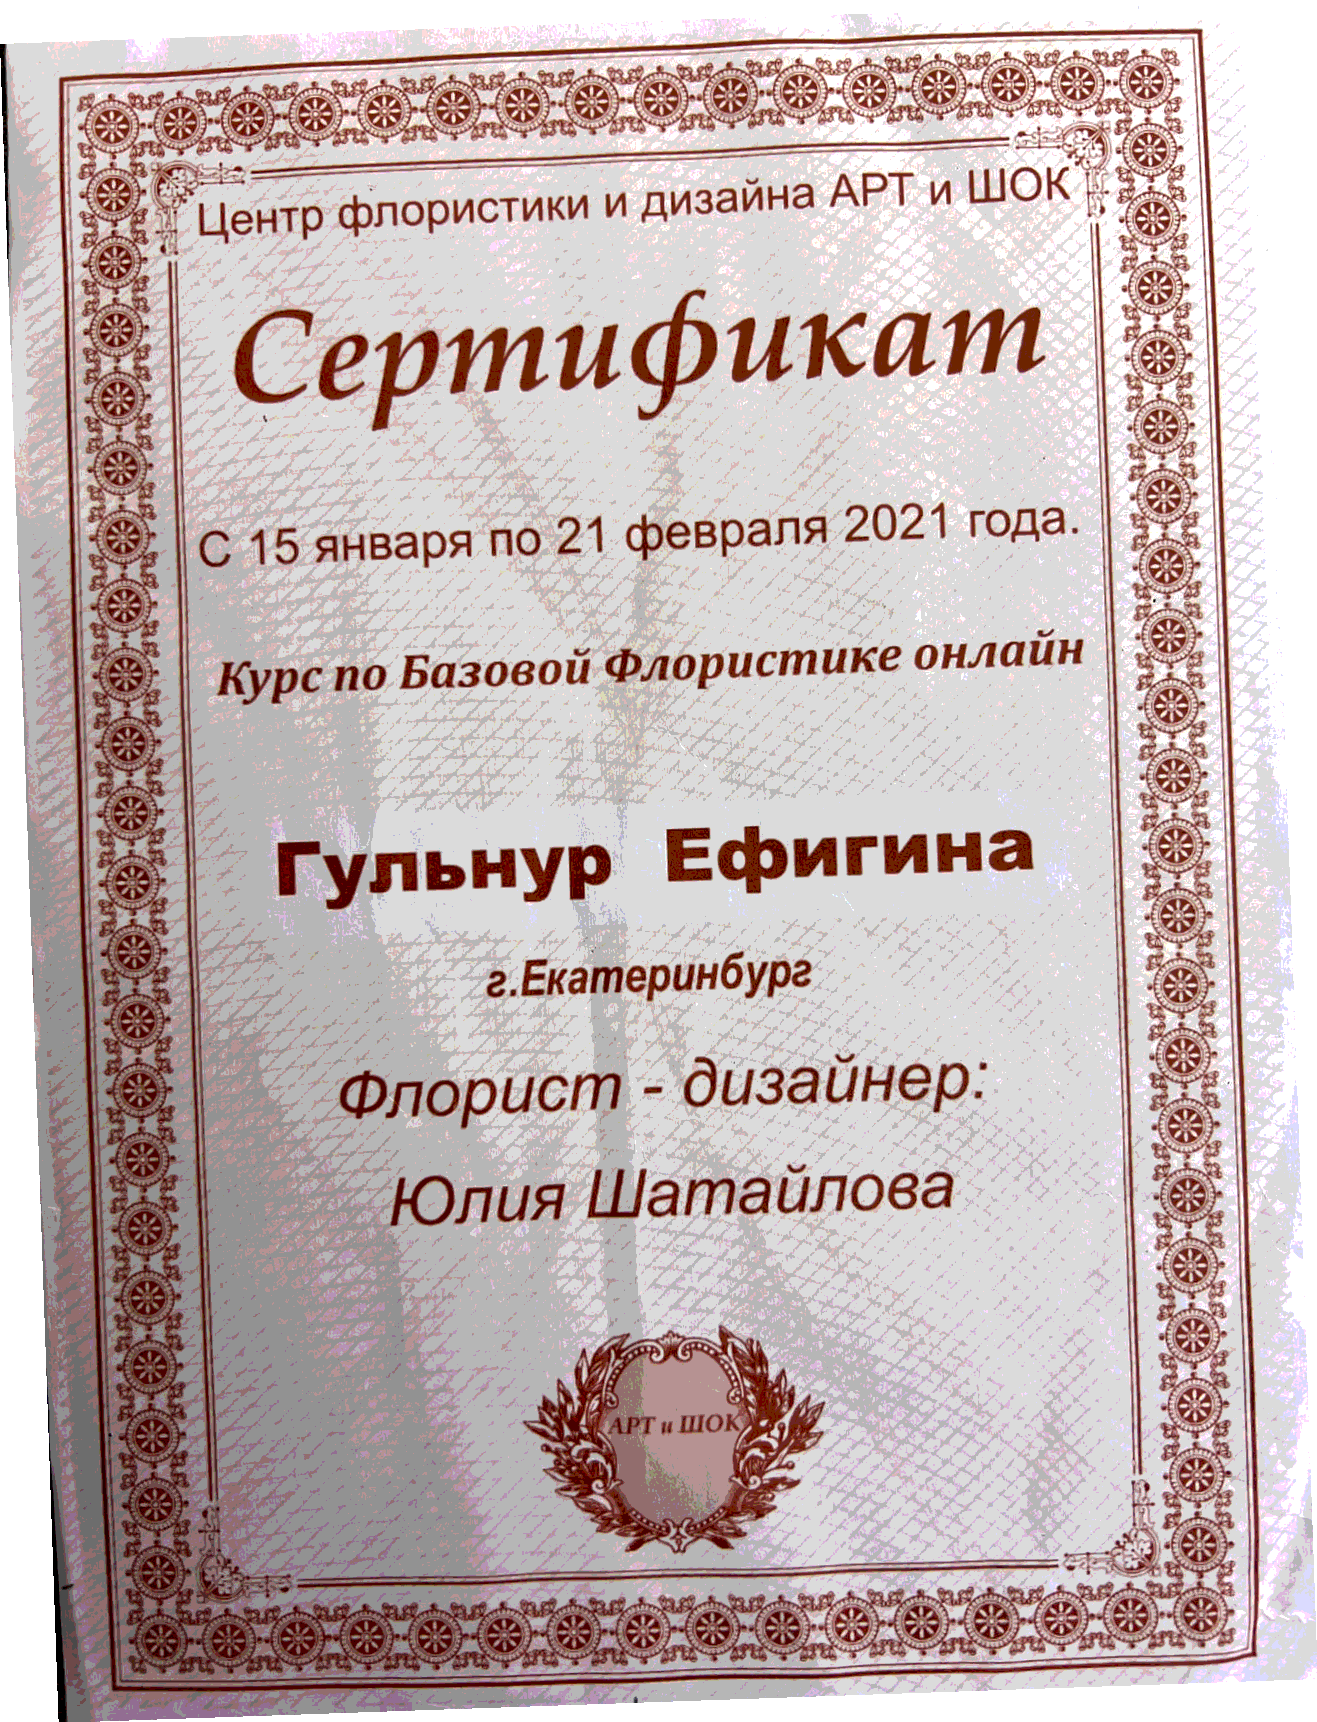 Центр флористики и дизайна АРТ и ШОК
Сертификат
С 15 января по 21 февраля 2021 года.
Курс по Базовой Флористике онлайн
Гульнур Ефигина
г.Екатеринбург
Флорист - дизайнер:
Юлия Шатайлова
АРТ и ШОК